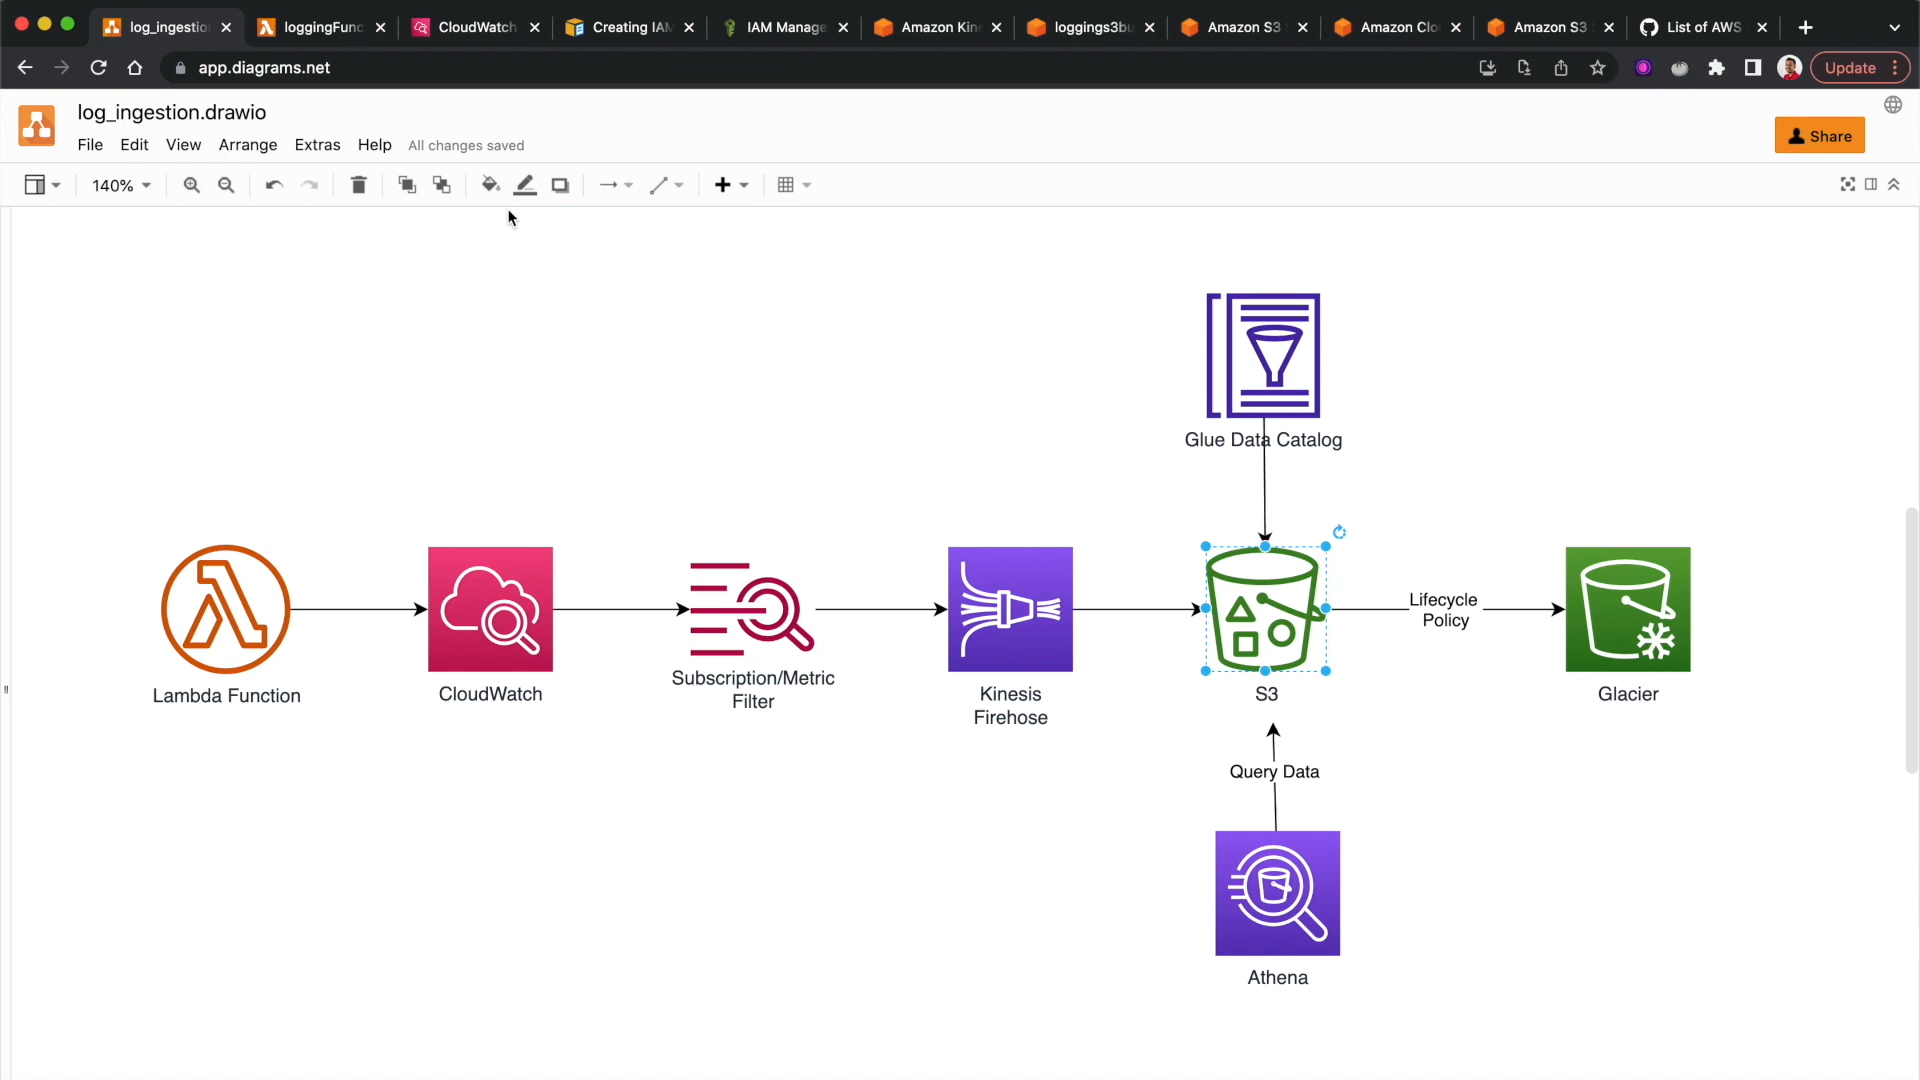 log_ingestio
loggingFunc
CloudWatch
Creating IAM
IAM Manage
Amazon Kin
loggings3bu
Amazon S3
Amazon Clo
Amazon S3
List of AWS
app.diagrams.net
Update
log_ingestion.drawio
File Edit View Arrange Extras Help All changes saved
Share
140%
Glue Data Catalog
Lifecycle
Policy
Lambda Function
CloudWatch
Subscription/Metric
Filter
Kinesis
Firehose
S3
Glacier
Query Data
Athena